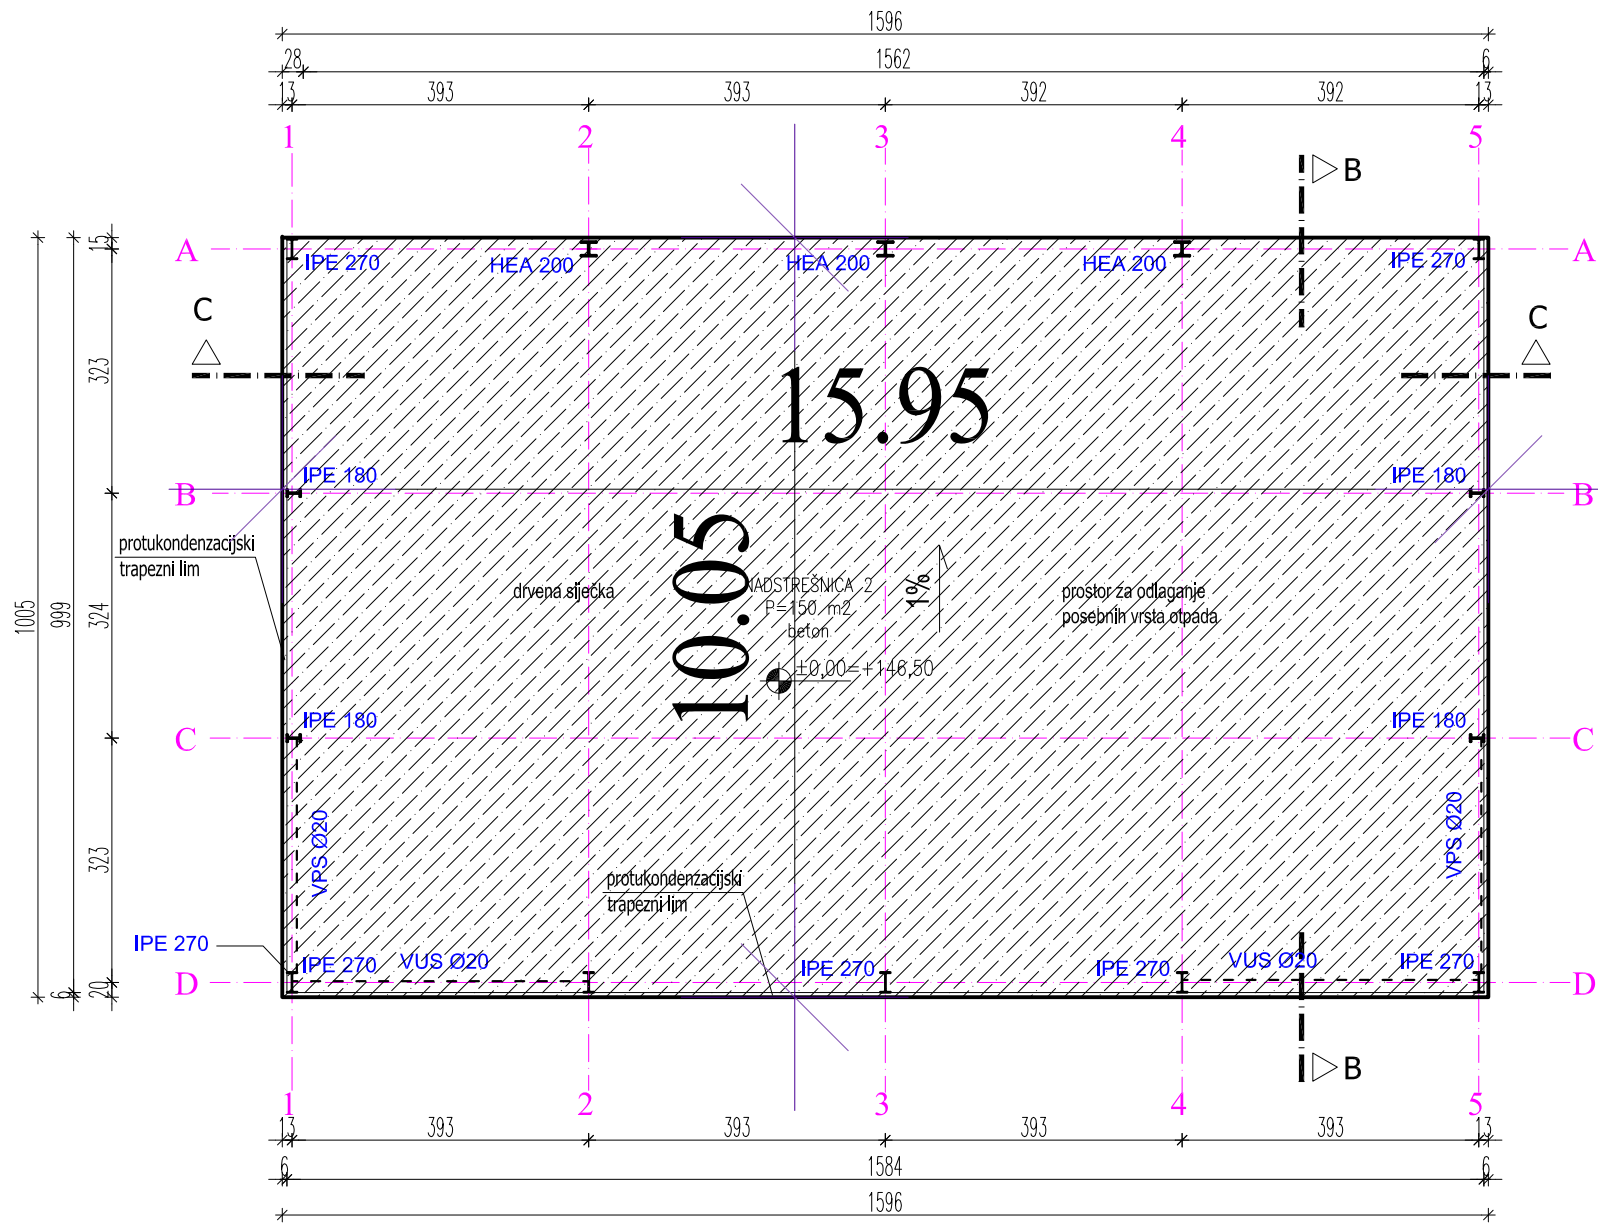 1596
28 1562 6
13 393 393 392 392 13
1 2 3 4 5
B
A IPE 270 HEA 200 HEA 200 HEA 200 IPE 270 A
C C
15.95
B IPE 180 IPE 180 B
protukondenzacijski
trapezni lim
drvena sječka
10.05
NADSTREŠNICA 2
P=150 m2
beton
±0,00=+146,50
1%
prostor za odlaganje
posebnih vrsta otpada
15
323
324
323
20
999
6
1005
C IPE 180 IPE 180 C
VPS Ø20 VPS Ø20
protukondenzacijski
trapezni lim
IPE 270
D IPE 270 VUS Ø20 IPE 270 IPE 270 VUS Ø20 IPE 270 D
B
1 2 3 4 5
13 393 393 393 393 13
6 1584 6
1596